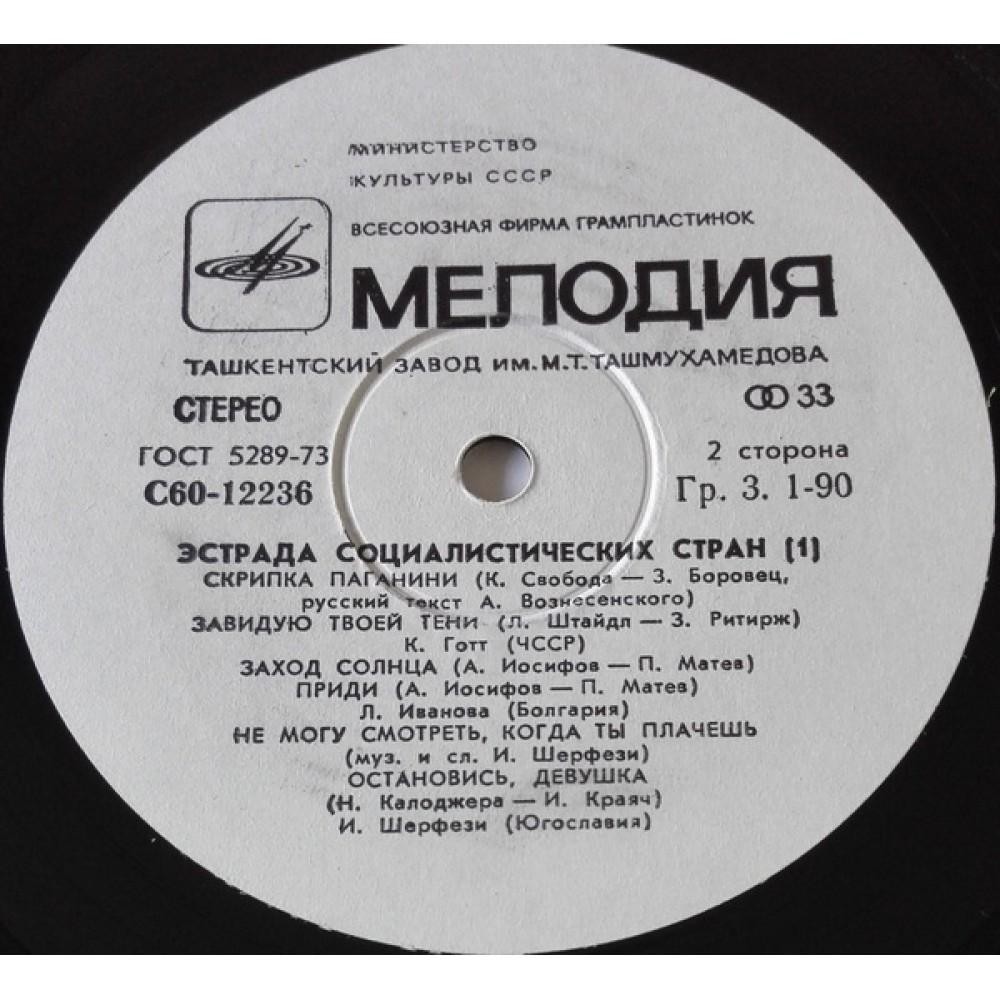 МИНИСТЕРСТВО
КУЛЬТУРЫ СССР
ВСЕСОЮЗНАЯ ФИРМА ГРАМПЛАСТИНОК
МЕЛОДИЯ
ТАШКЕНТСКИЙ ЗАВОД ИМ. М. Т. ТАШМУХАМЕДОВА
СТЕРЕО 33
ГОСТ 5289-73 2 сторона
С60-12236 Гр. 3. 1-90
ЭСТРАДА СОЦИАЛИСТИЧЕСКИХ СТРАН (1)
СКРИПКА ПАГАНИНИ (К. Свобода — З. Боровец,
русский текст А. Вознесенского)
ЗАВИДУЮ ТВОЕЙ ТЕНИ (Л. Штайдл — З. Ритирж)
К. Готт (ЧССР)
ЗАХОД СОЛНЦА (А. Иосифов — П. Матев)
ПРИДИ (А. Иосифов — П. Матев)
Л. Иванова (Болгария)
НЕ МОГУ СМОТРЕТЬ, КОГДА ТЫ ПЛАЧЕШЬ
(муз. и сл. И. Шерфези)
ОСТАНОВИСЬ, ДЕВУШКА
(Н. Калоджера — И. Краяч)
И. Шерфези (Югославия)